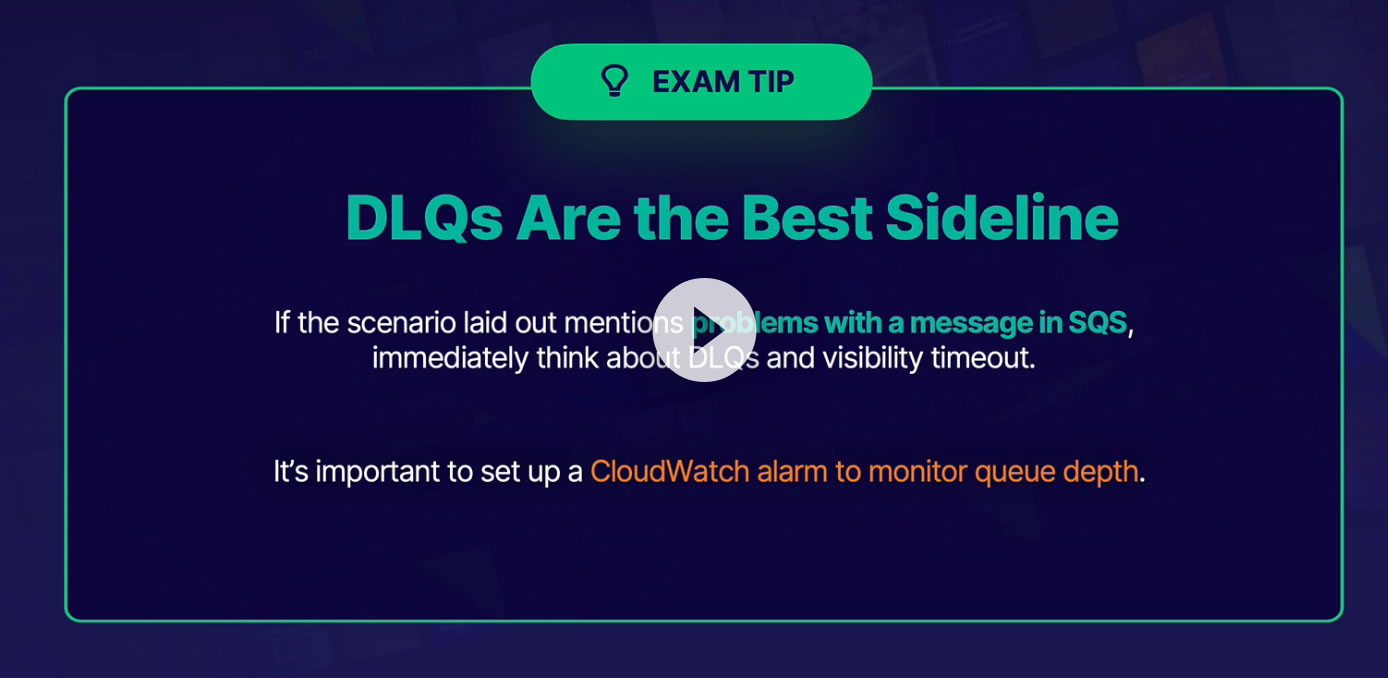 EXAM TIP
DLQs Are the Best Sideline
If the scenario laid out mentions problems with a message in SQS,
immediately think about DLQs and visibility timeout.
It’s important to set up a CloudWatch alarm to monitor queue depth.